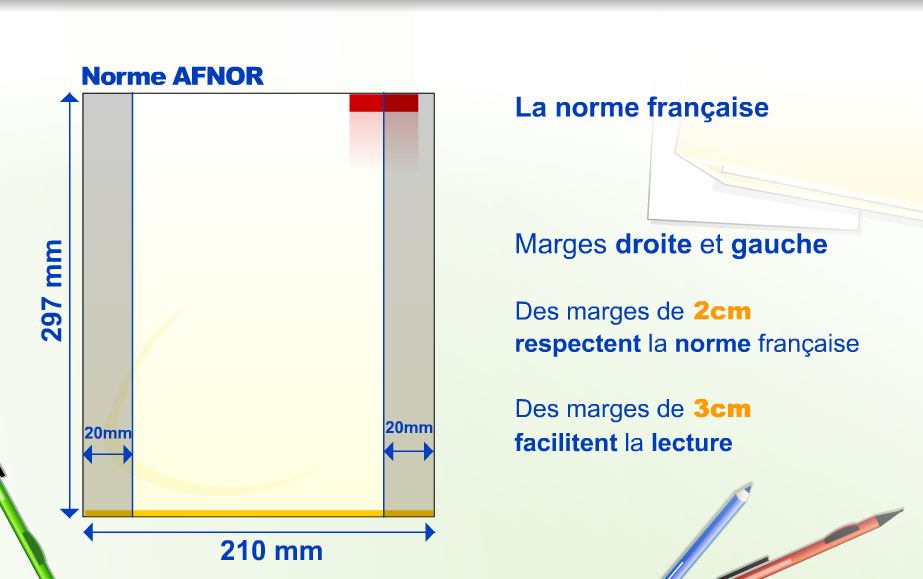 Norme AFNOR
297 mm
20mm
20mm
210 mm
La norme française
Marges droite et gauche
Des marges de 2cm
respectent la norme française
Des marges de 3cm
facilitent la lecture